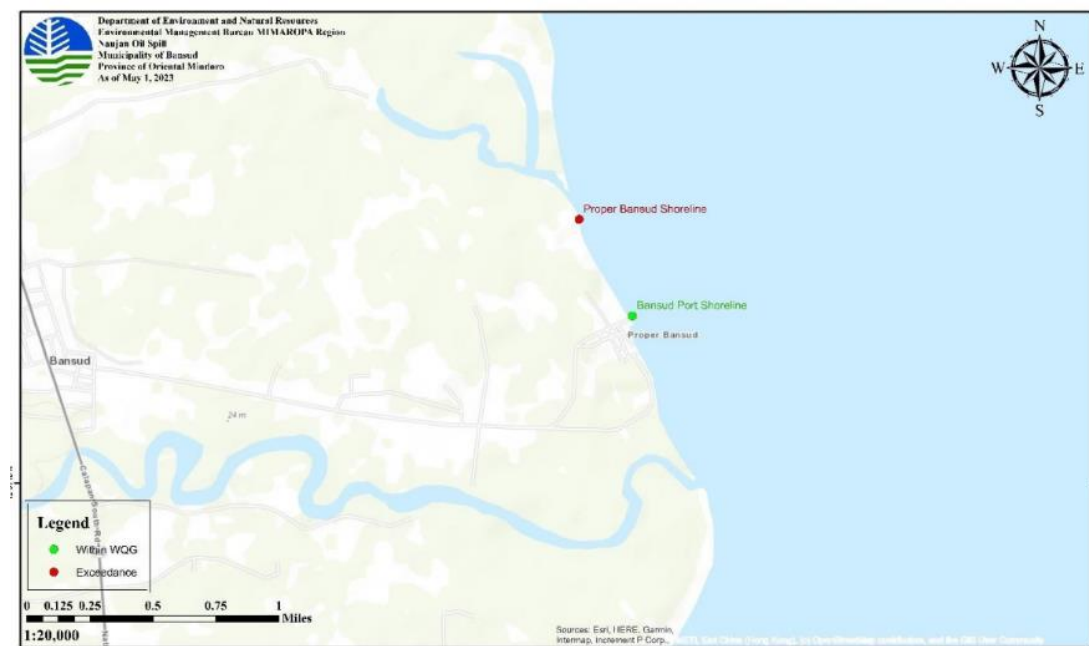 Department of Environment and Natural Resources
Environmental Management Bureau MIMAROPA Region
Naujan Oil Spill
Municipality of Bansud
Province of Oriental Mindoro
As of May 1, 2023
N
W E
S
Proper Bansud Shoreline
Bansud Port Shoreline
Proper Bansud
Bansud
24 m
Calapan South Rd
Legend
Within WQG
Exceedance
0 0.125 0.25 0.5 0.75 1
Miles
1:20,000
Sources: Esri, HERE, Garmin,
Intermap, Increment P Corp.,